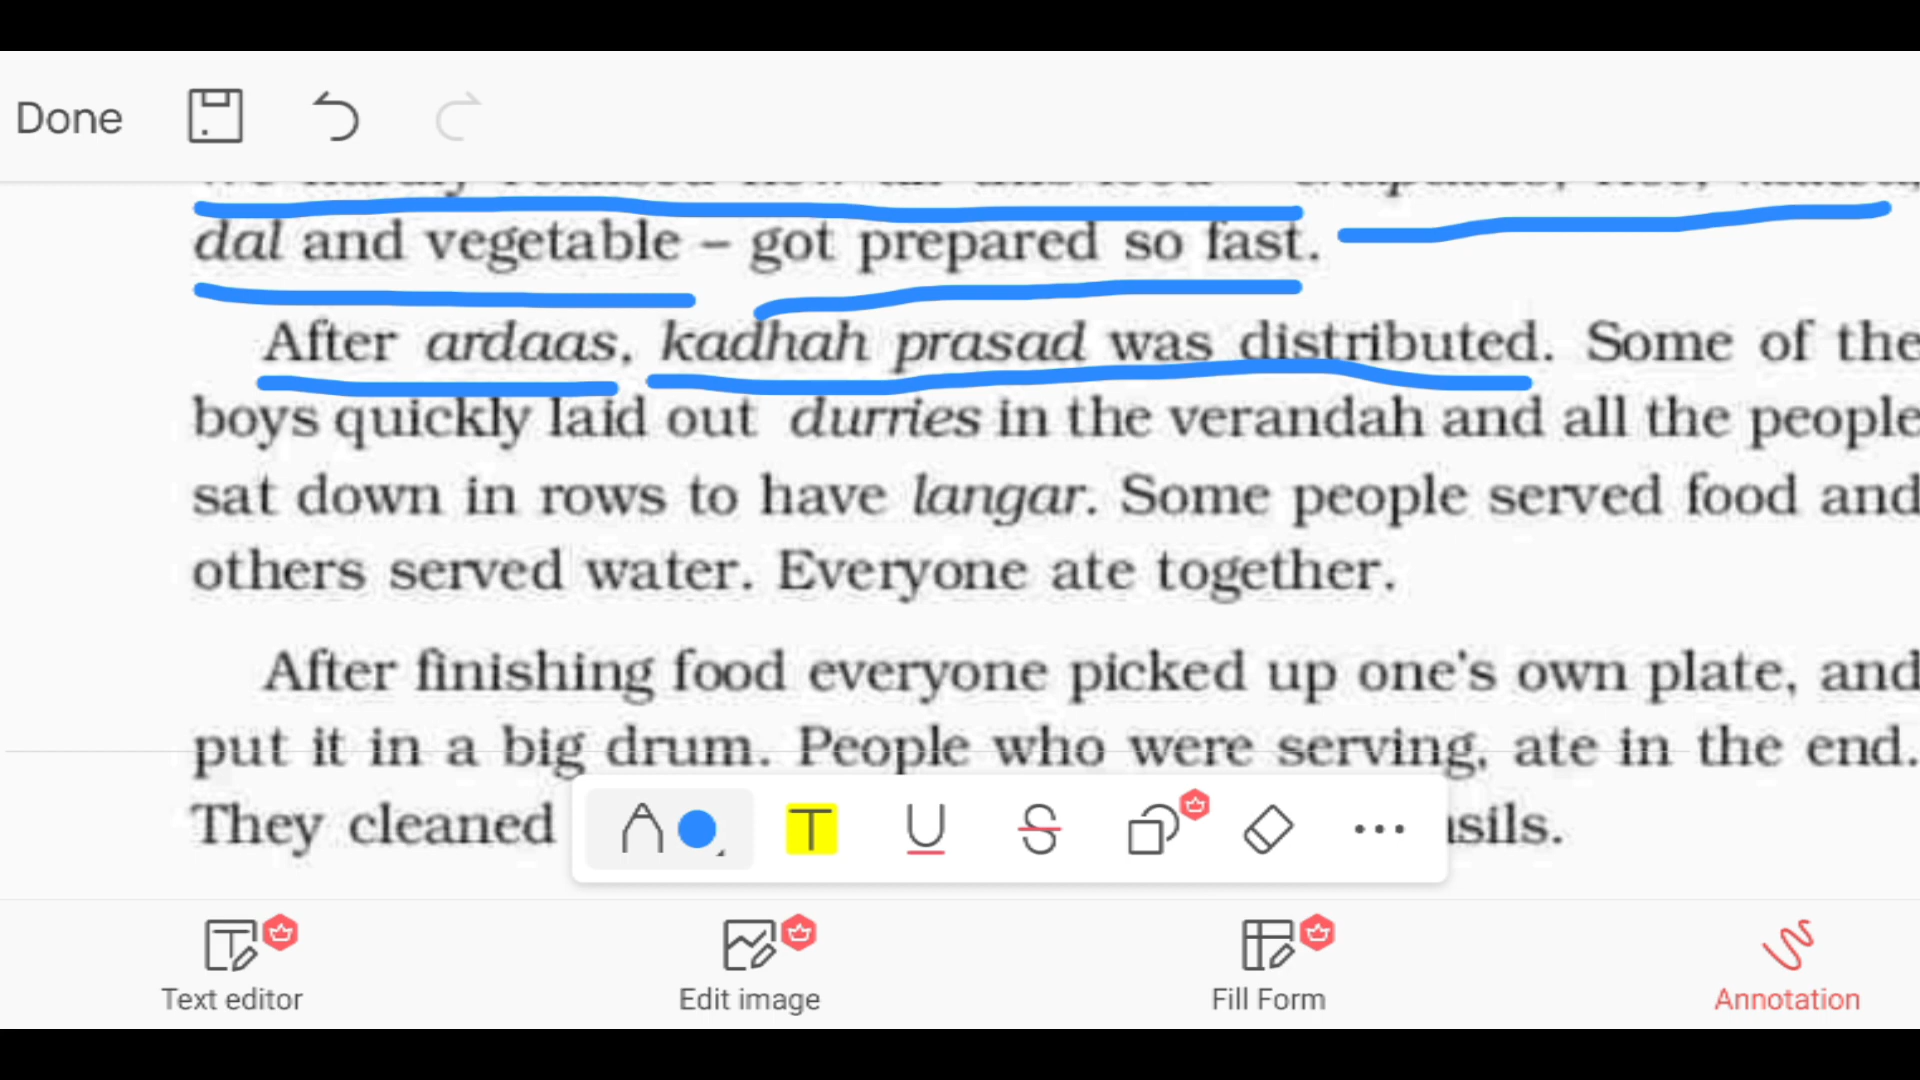 Done
dal and vegetable – got prepared so fast.
After ardaas, kadhah prasad was distributed. Some of the
boys quickly laid out durries in the verandah and all the people
sat down in rows to have langar. Some people served food and
others served water. Everyone ate together.
After finishing food everyone picked up one's own plate, and
put it in a big drum. People who were serving, ate in the end.
They cleaned
Text editor
Edit image
Fill Form
Annotation